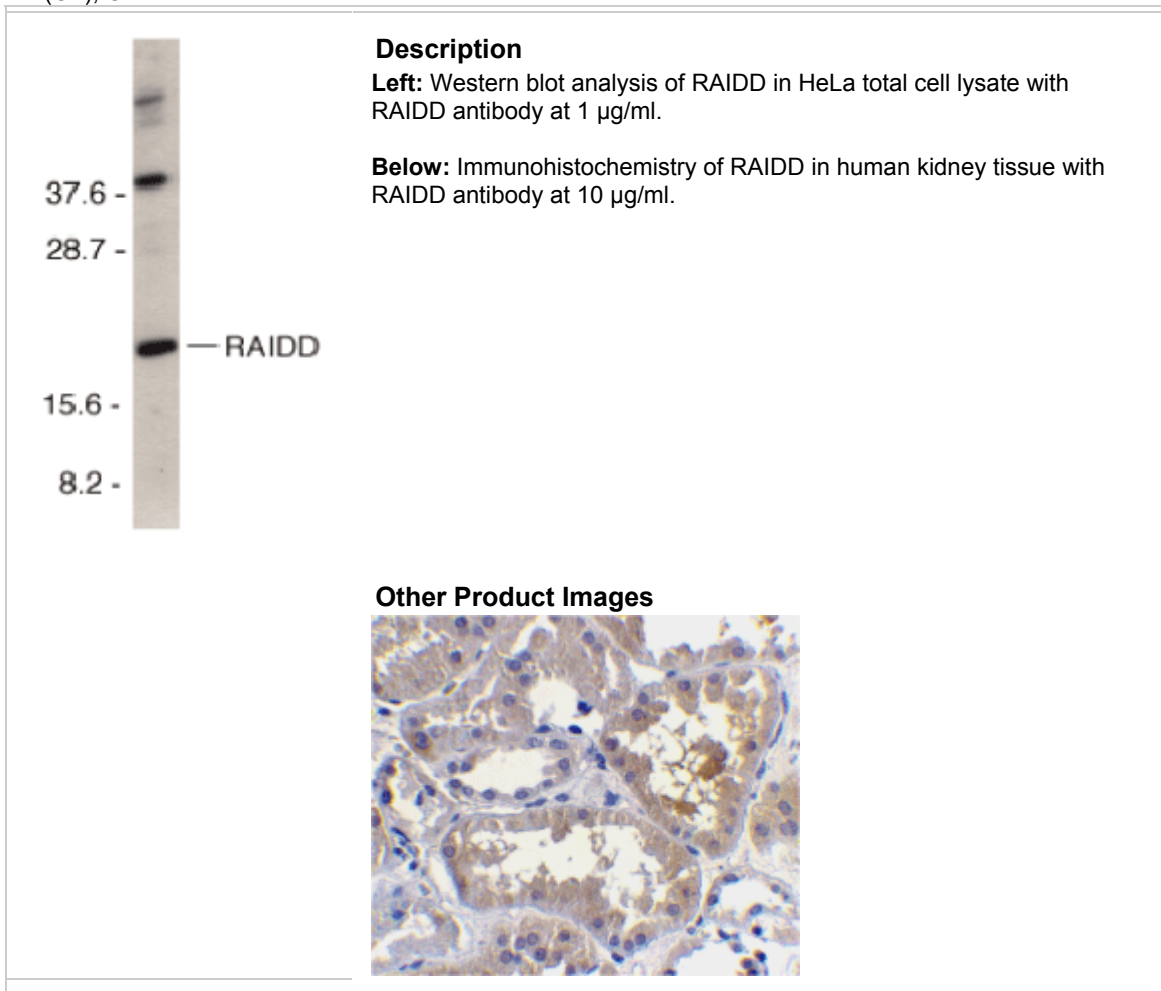 Description
Left: Western blot analysis of RAIDD in HeLa total cell lysate with
RAIDD antibody at 1 µg/ml.
Below: Immunohistochemistry of RAIDD in human kidney tissue with
RAIDD antibody at 10 µg/ml.
37.6 -
28.7 -
— RAIDD
15.6 -
8.2 -
Other Product Images